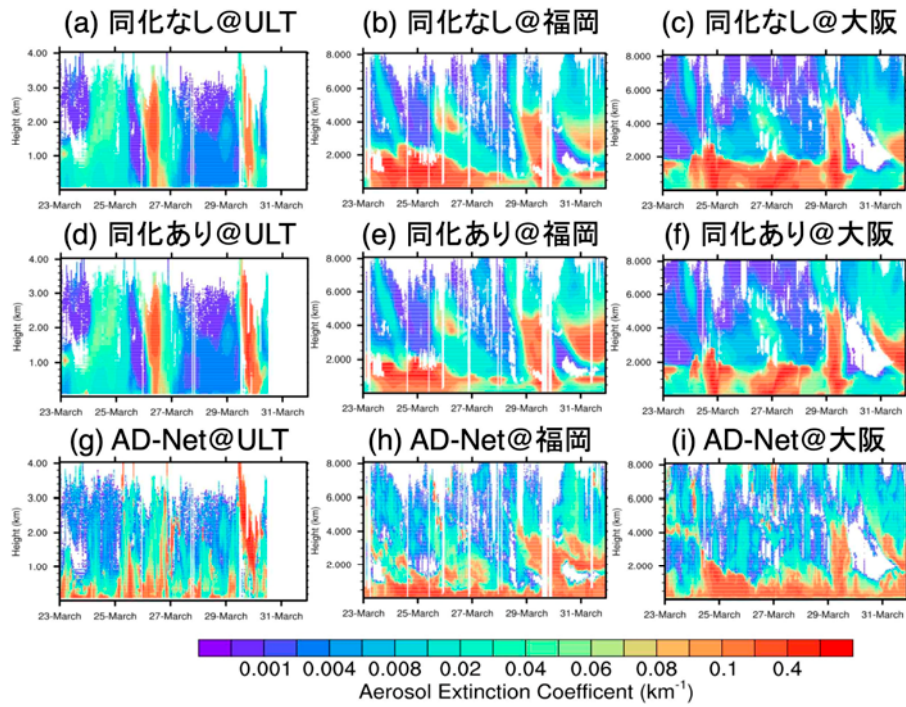 (a) 同化なし@ULT
(b) 同化なし@福岡
(c) 同化なし@大阪
4.00
3.00
2.00
1.00
Height (km)
23-March 25-March 27-March 29-March 31-March
8.000
6.000
4.000
2.000
Height (km)
23-March 25-March 27-March 29-March 31-March
8.000
6.000
4.000
2.000
Height (km)
23-March 25-March 27-March 29-March 31-March
(d) 同化あり@ULT
(e) 同化あり@福岡
(f) 同化あり@大阪
4.00
3.00
2.00
1.00
Height (km)
23-March 25-March 27-March 29-March 31-March
8.000
6.000
4.000
2.000
Height (km)
23-March 25-March 27-March 29-March 31-March
8.000
6.000
4.000
2.000
Height (km)
23-March 25-March 27-March 29-March 31-March
(g) AD-Net@ULT
(h) AD-Net@福岡
(i) AD-Net@大阪
4.00
3.00
2.00
1.00
Height (km)
23-March 25-March 27-March 29-March 31-March
8.000
6.000
4.000
2.000
Height (km)
23-March 25-March 27-March 29-March 31-March
8.000
6.000
4.000
2.000
Height (km)
23-March 25-March 27-March 29-March 31-March
0.001 0.004 0.008 0.02 0.04 0.06 0.08 0.1 0.4
Aerosol Extinction Coefficent (km⁻¹)